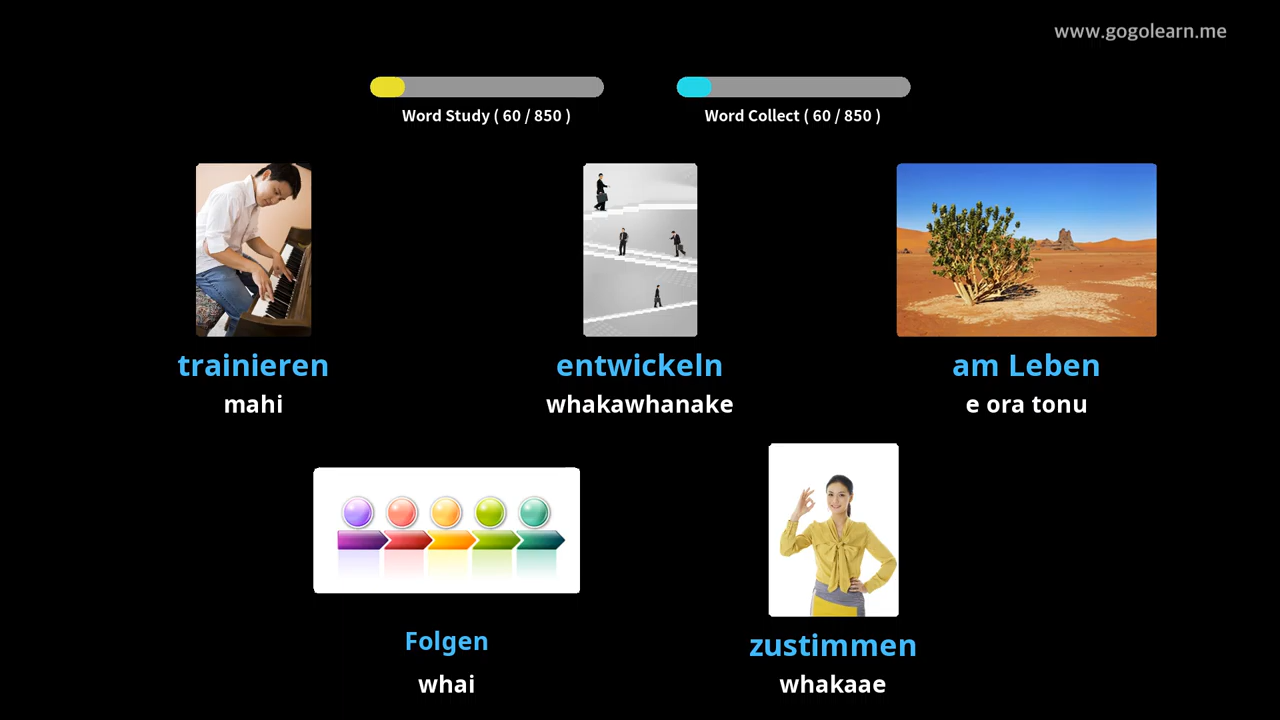 www.gogolearn.me
Word Study ( 60 / 850 )
Word Collect ( 60 / 850 )
trainieren
mahi
entwickeln
whakawhanake
am Leben
e ora tonu
Folgen
whai
zustimmen
whakaae